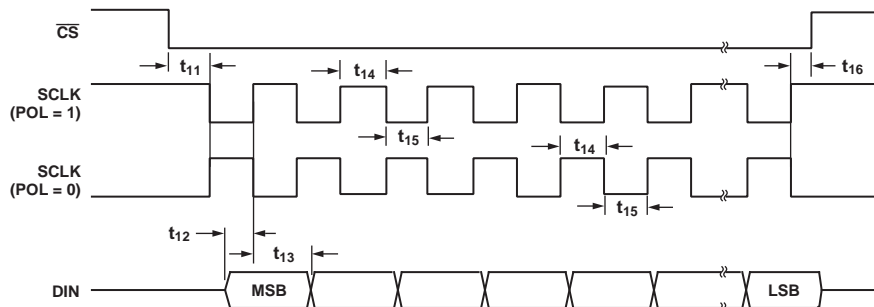 CS
t11
t14
t16
SCLK
(POL = 1)
t15
t14
SCLK
(POL = 0)
t15
t12
t13
DIN
MSB
LSB